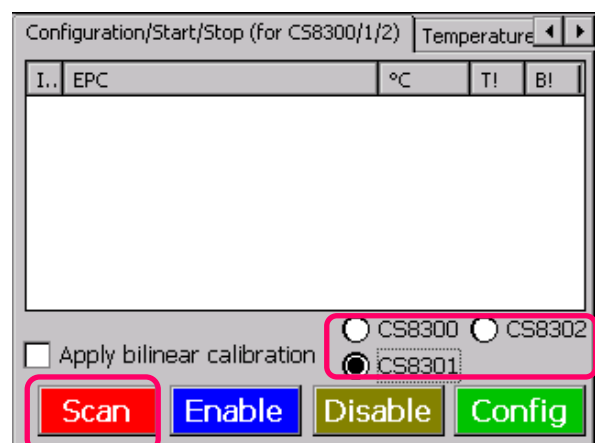 Configuration/Start/Stop (for CS8300/1/2) Temperature
I.. EPC °C T! B!
CS8300 CS8302
Apply bilinear calibration CS8301
Scan Enable Disable Config